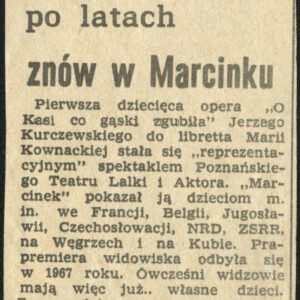 po latach
znów w Marcinku
Pierwsza dziecięca opera „O
Kasi co gąski zgubiła" Jerzego
Kurczewskiego do libretta Marii
Kownackiej stała się „reprezenta-
cyjnym" spektaklem Poznańskie-
go Teatru Lalki i Aktora. „Mar-
cinek" pokazał ją dzieciom m.
in. we Francji, Belgii, Jugosła-
wii, Czechosłowacji, NRD, ZSRR,
na Węgrzech i na Kubie. Pra-
premiera widowiska odbyła się
w 1967 roku. Ówcześni widzowie
mają więc już.. własne dzieci.